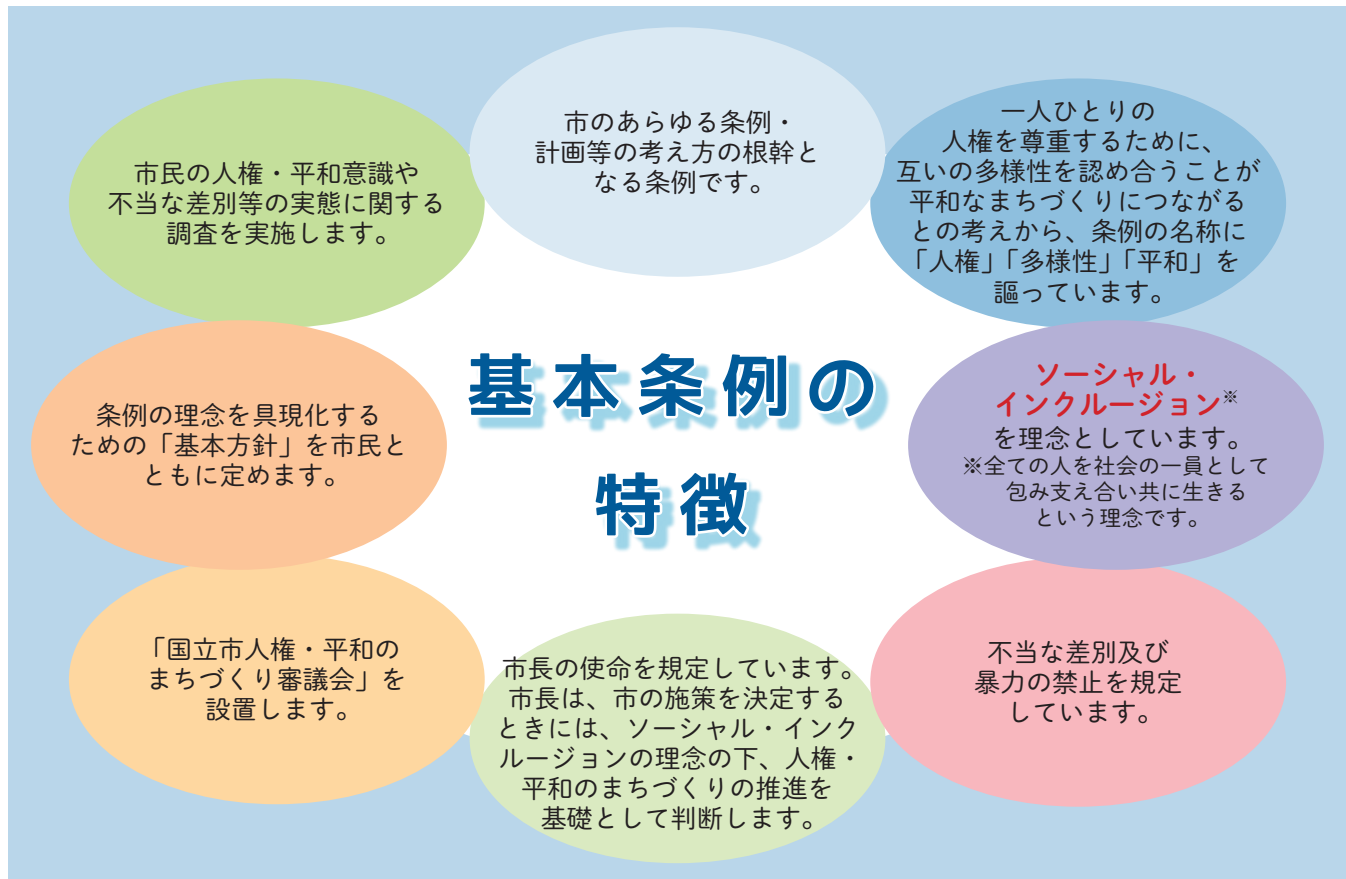 市のあらゆる条例・
計画等の考え方の根幹と
なる条例です。
一人ひとりの
人権を尊重するために、
互いの多様性を認め合うことが
平和なまちづくりにつながる
との考えから、条例の名称に
「人権」「多様性」「平和」を
謳っています。
ソーシャル・
インクルージョン※
を理念としています。
※全ての人を社会の一員として
包み支え合い共に生きる
という理念です。
不当な差別及び
暴力の禁止を規定
しています。
市長の使命を規定しています。
市長は、市の施策を決定する
ときには、ソーシャル・インク
ルージョンの理念の下、人権・
平和のまちづくりの推進を
基礎として判断します。
「国立市人権・平和の
まちづくり審議会」を
設置します。
条例の理念を具現化する
ための「基本方針」を市民と
ともに定めます。
市民の人権・平和意識や
不当な差別等の実態に関する
調査を実施します。
基本条例の
特徴